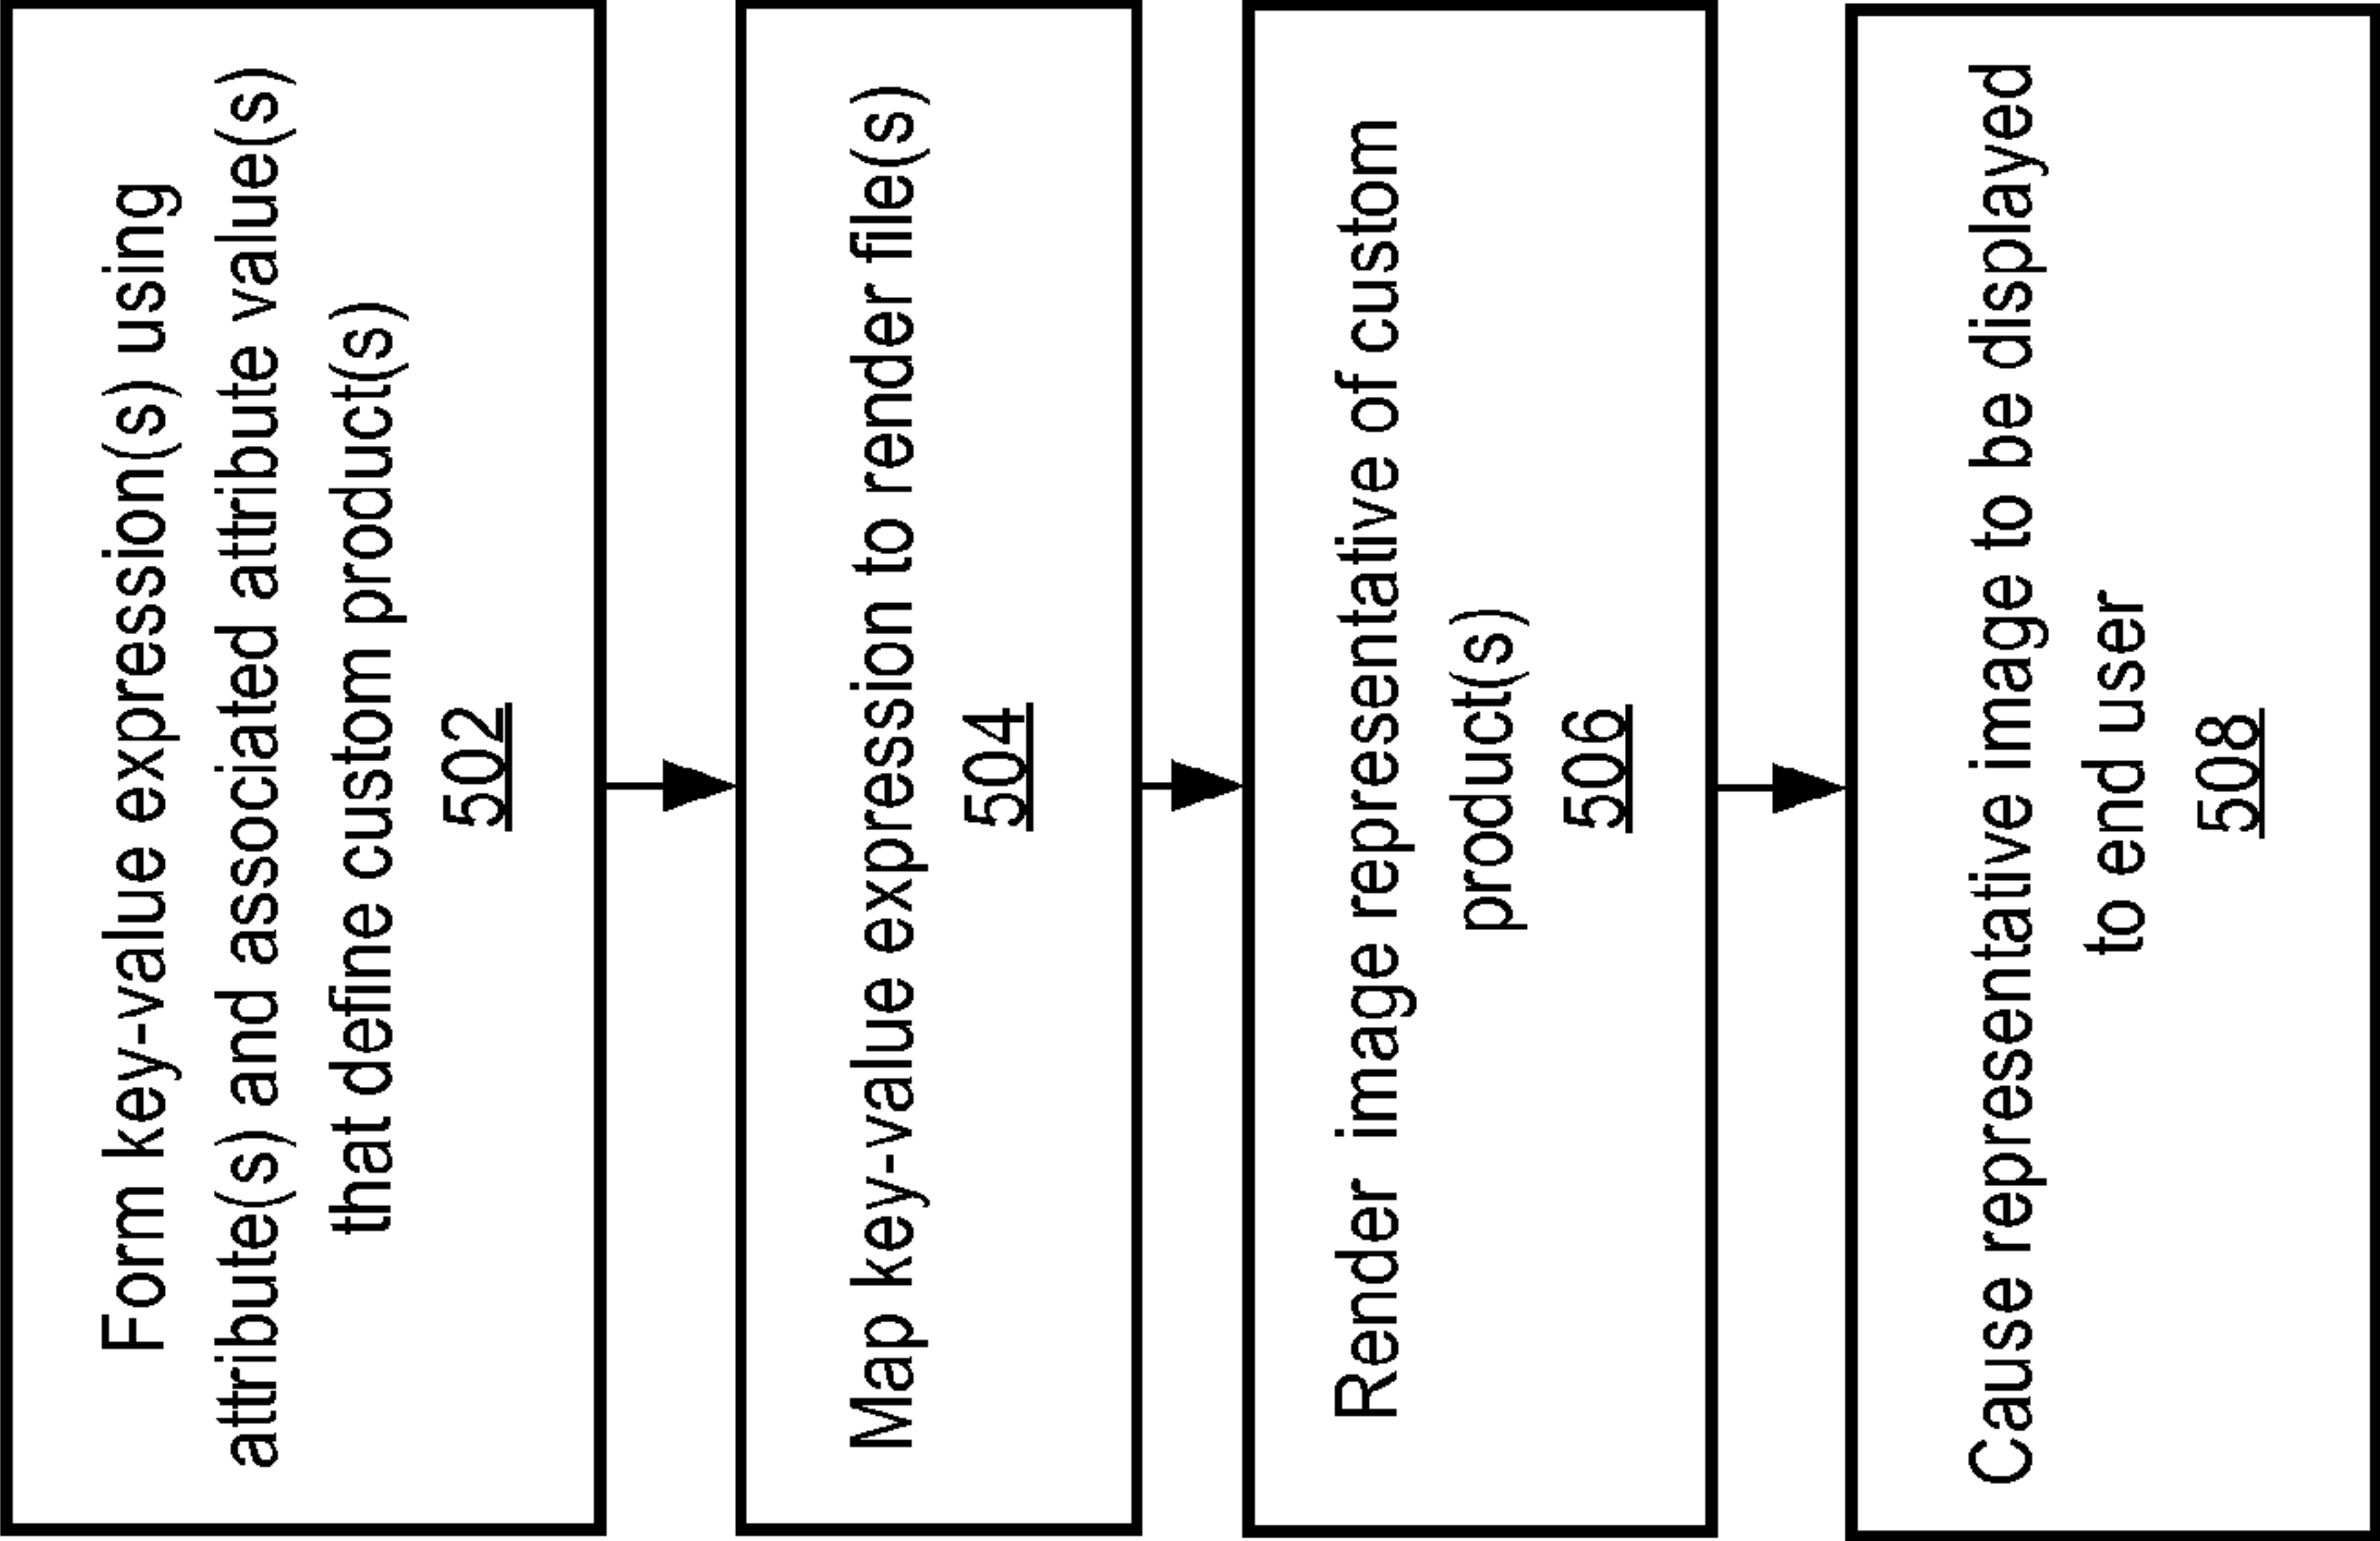 Form key-value expression(s) using
attribute(s) and associated attribute value(s)
that define custom product(s)
502
Map key-value expression to render file(s)
504
Render image representative of custom
product(s)
506
Cause representative image to be displayed
to end user
508